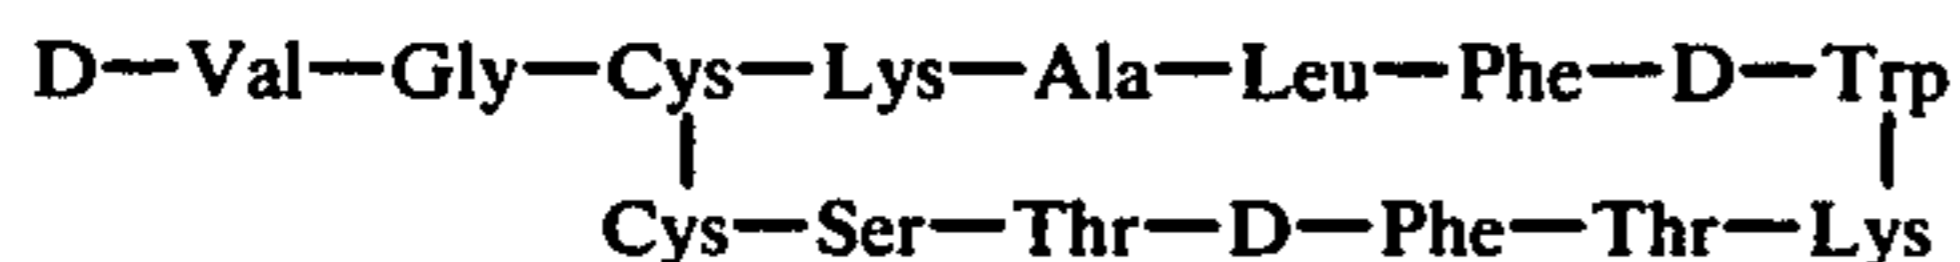 D—Val—Gly—Cys—Lys—Ala—Leu—Phe—D—Trp
Cys—Ser—Thr—D—Phe—Thr—Lys